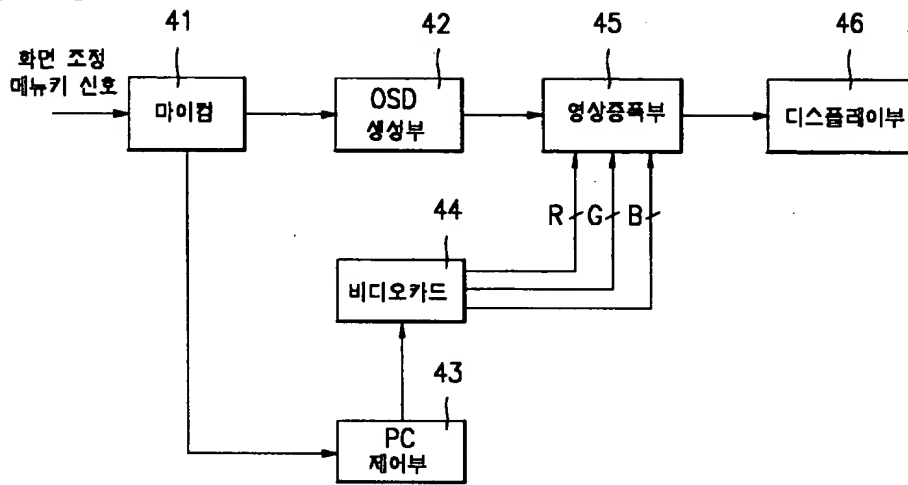 41
42
45
46
화면 조정
메뉴키 신호
마이컴
OSD
생성부
영상증폭부
디스플레이부
R
G
B
44
비디오카드
43
PC
제어부